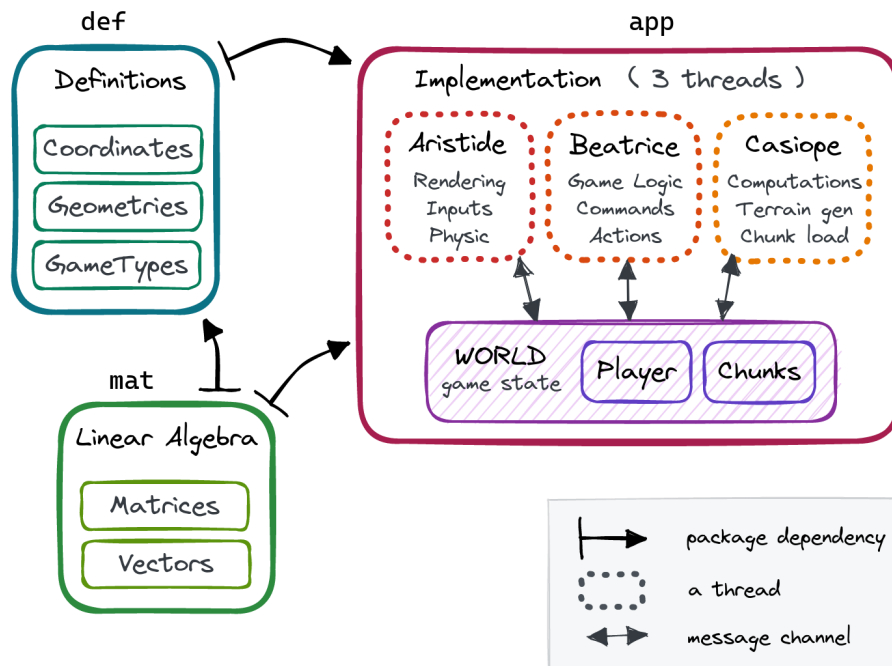 def
Definitions
Coordinates
Geometries
GameTypes
app
Implementation ( 3 threads )
Aristide
Rendering
Inputs
Physic
Beatrice
Game Logic
Commands
Actions
Casiope
Computations
Terrain gen
Chunk load
WORLD
game state
Player
Chunks
mat
Linear Algebra
Matrices
Vectors
package dependency
a thread
message channel